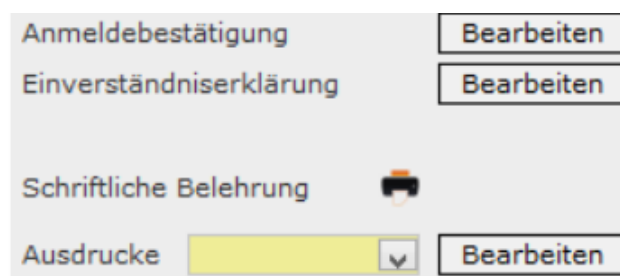 Anmeldebestätigung Bearbeiten
Einverständniserklärung Bearbeiten
Schriftliche Belehrung
Ausdrucke Bearbeiten